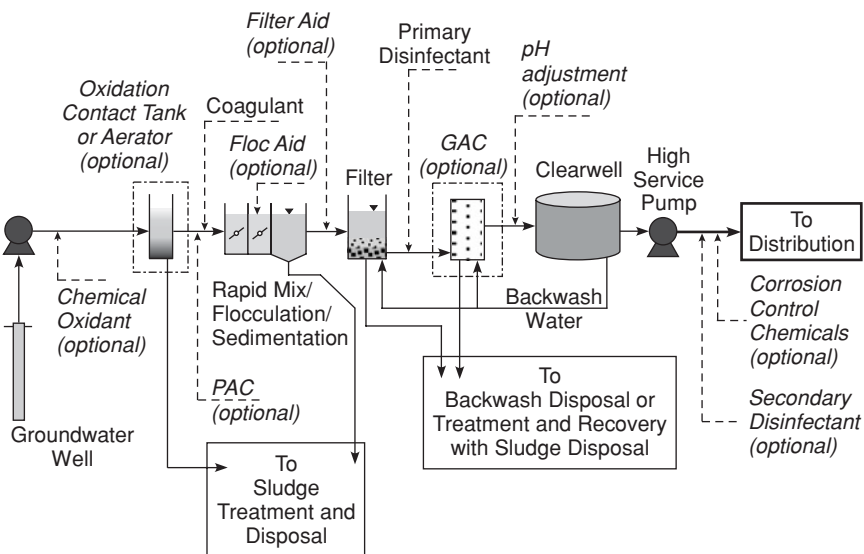 Filter Aid
(optional)
Primary
Disinfectant
pH
adjustment
(optional)
Oxidation
Contact Tank
or Aerator
(optional)
Coagulant
Floc Aid
(optional)
Filter
GAC
(optional)
Clearwell
High
Service
Pump
To
Distribution
Chemical
Oxidant
(optional)
Rapid Mix/
Flocculation/
Sedimentation
Backwash
Water
Corrosion
Control
Chemicals
(optional)
PAC
(optional)
To
Backwash Disposal or
Treatment and Recovery
with Sludge Disposal
Secondary
Disinfectant
(optional)
Groundwater
Well
To
Sludge
Treatment and
Disposal